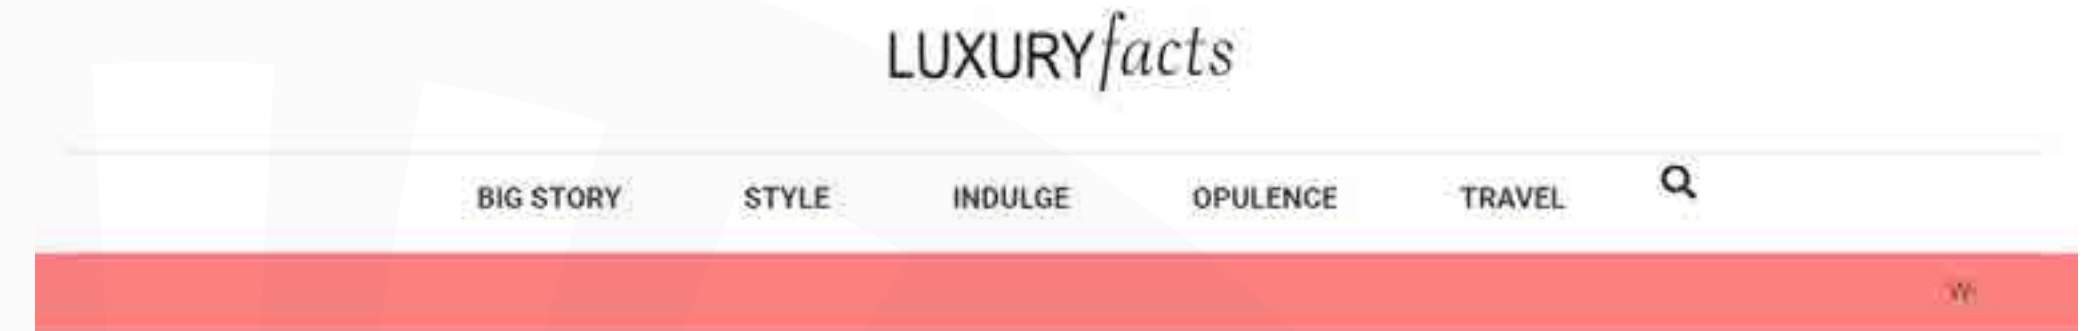 LUXURYfacts
BIG STORY STYLE INDULGE OPULENCE TRAVEL